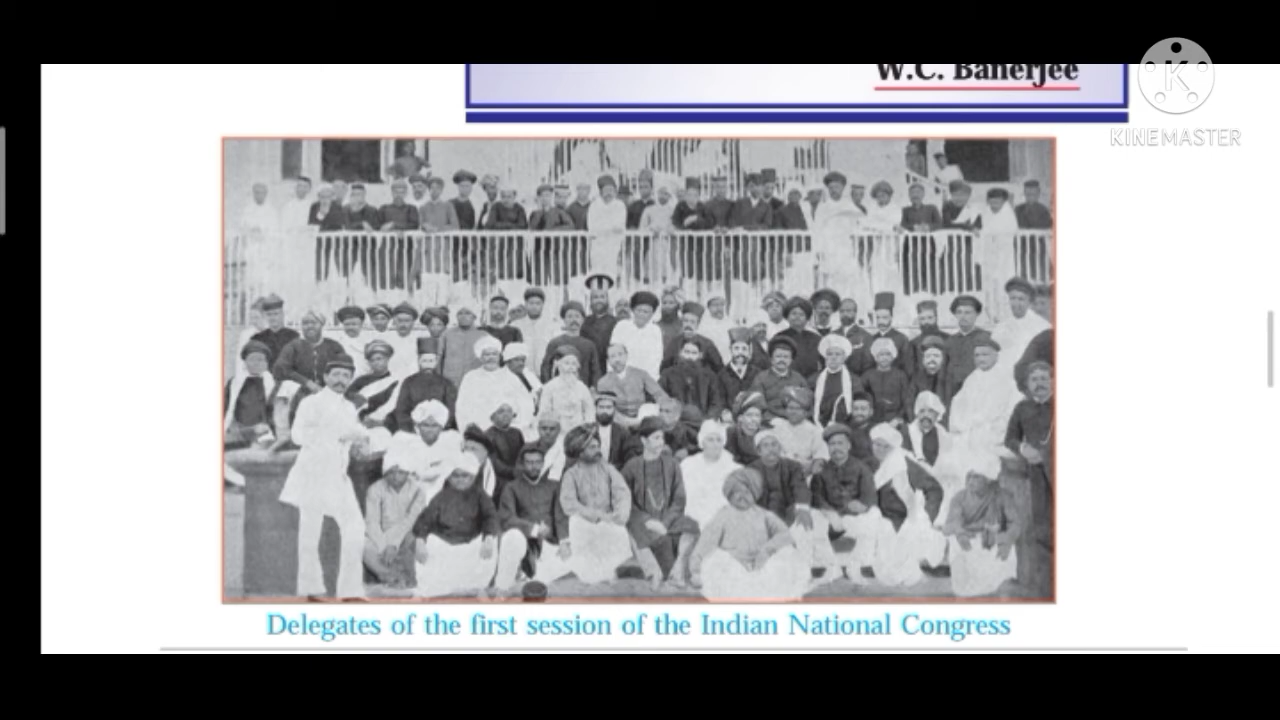 W.C. Banerjee
K
KINEMASTER
Delegates of the first session of the Indian National Congress